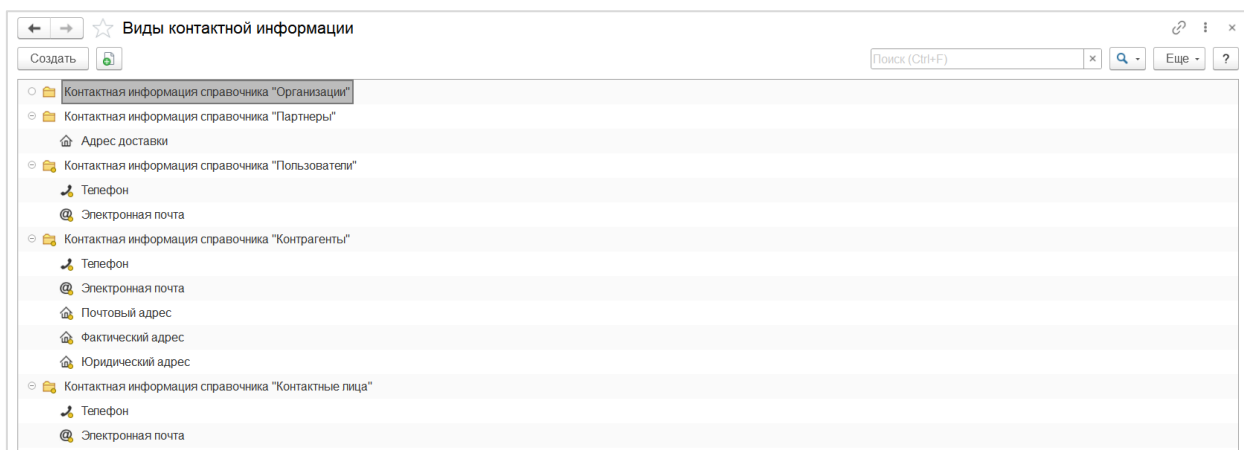 Виды контактной информации
Создать
Поиск (Ctrl+F)
Еще
?
Контактная информация справочника "Организации"
Контактная информация справочника "Партнеры"
Адрес доставки
Контактная информация справочника "Пользователи"
Телефон
Электронная почта
Контактная информация справочника "Контрагенты"
Телефон
Электронная почта
Почтовый адрес
Фактический адрес
Юридический адрес
Контактная информация справочника "Контактные лица"
Телефон
Электронная почта